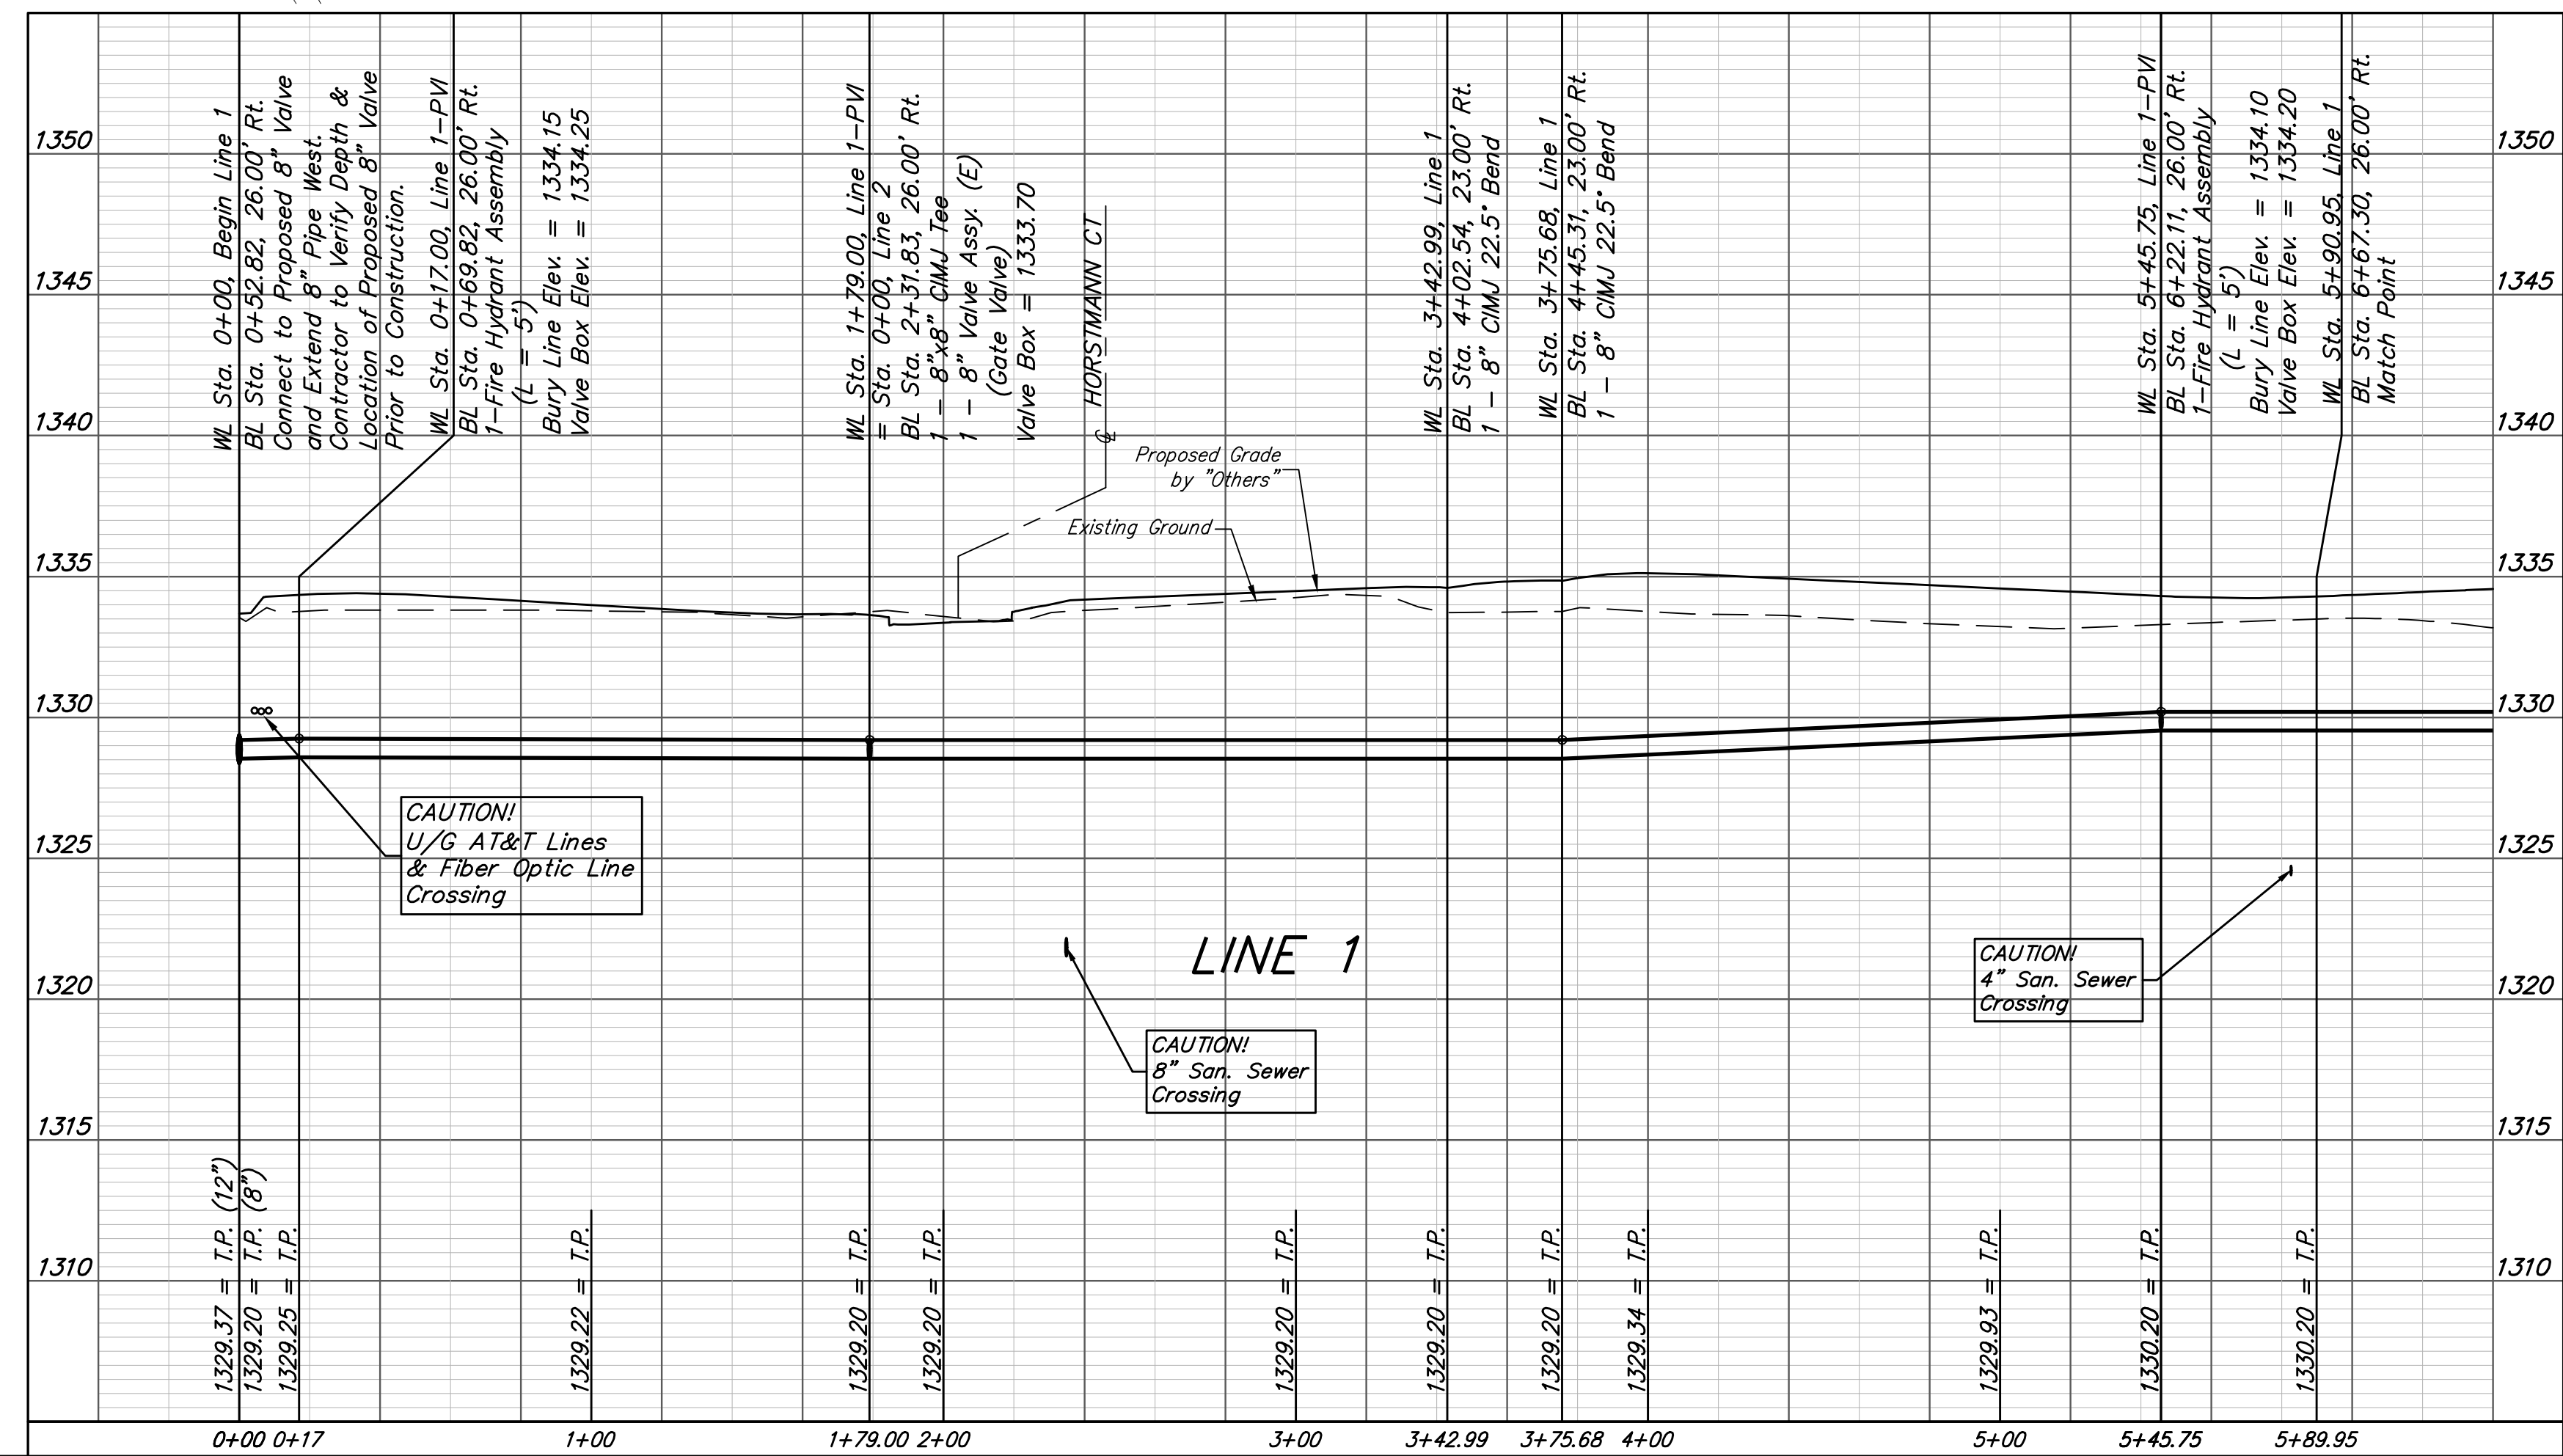 WL Sta. 0+00, Begin Line 1
BL Sta. 0+52.82, 26.00' Rt.
Connect to Proposed 8" Valve
and Extend 8" Pipe West.
Contractor to Verify Depth &
Location of Proposed 8" Valve
Prior to Construction.
WL Sta. 0+17.00, Line 1-PVI
BL Sta. 0+69.82, 26.00' Rt.
1-Fire Hydrant Assembly
(L = 5')
Bury Line Elev. = 1334.15
Valve Box Elev. = 1334.25
WL Sta. 1+79.00, Line 1-PVI
= Sta. 0+00, Line 2
BL Sta. 2+31.83, 26.00' Rt.
1 - 8"x8" CIMJ Tee
1 - 8" Valve Assy. (E)
(Gate Valve)
Valve Box = 1333.70
HORSTMANN CT
℄
WL Sta. 3+42.99, Line 1
BL Sta. 4+02.54, 23.00' Rt.
1 - 8" CIMJ 22.5° Bend
WL Sta. 3+75.68, Line 1
BL Sta. 4+45.31, 23.00' Rt.
1 - 8" CIMJ 22.5° Bend
WL Sta. 5+45.75, Line 1-PVI
BL Sta. 6+22.11, 26.00' Rt.
1-Fire Hydrant Assembly
(L = 5')
Bury Line Elev. = 1334.10
Valve Box Elev. = 1334.20
WL Sta. 5+90.95, Line 1
BL Sta. 6+67.30, 26.00' Rt.
Match Point
1350
1345
1340
1335
1330
1325
1320
1315
1310
1350
1345
1340
1335
1330
1325
1320
1315
1310
Proposed Grade
by "Others"
Existing Ground
CAUTION!
U/G AT&T Lines
& Fiber Optic Line
Crossing
LINE 1
CAUTION!
8" San. Sewer
Crossing
CAUTION!
4" San. Sewer
Crossing
1329.37 = T.P. (12")
1329.20 = T.P. (8")
1329.25 = T.P.
1329.22 = T.P.
1329.20 = T.P.
1329.20 = T.P.
1329.20 = T.P.
1329.20 = T.P.
1329.20 = T.P.
1329.34 = T.P.
1329.93 = T.P.
1330.20 = T.P.
1330.20 = T.P.
0+00 0+17 1+00 1+79.00 2+00 3+00 3+42.99 3+75.68 4+00 5+00 5+45.75 5+89.95